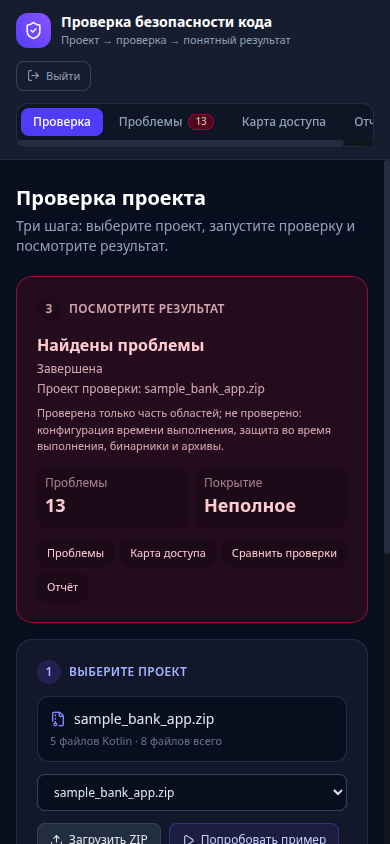 Проверка безопасности кода
Проект → проверка → понятный результат
Выйти
Проверка
Проблемы 13
Карта доступа
Проверка проекта
Три шага: выберите проект, запустите проверку и
посмотрите результат.
3 ПОСМОТРИТЕ РЕЗУЛЬТАТ
Найдены проблемы
Завершена
Проект проверки: sample_bank_app.zip
Проверена только часть областей; не проверено:
конфигурация времени выполнения, защита во время
выполнения, бинарники и архивы.
Проблемы
13
Покрытие
Неполное
Проблемы
Карта доступа
Сравнить проверки
Отчёт
1 ВЫБЕРИТЕ ПРОЕКТ
sample_bank_app.zip
5 файлов Kotlin · 8 файлов всего
sample_bank_app.zip
Загрузить ZIP
Попробовать пример